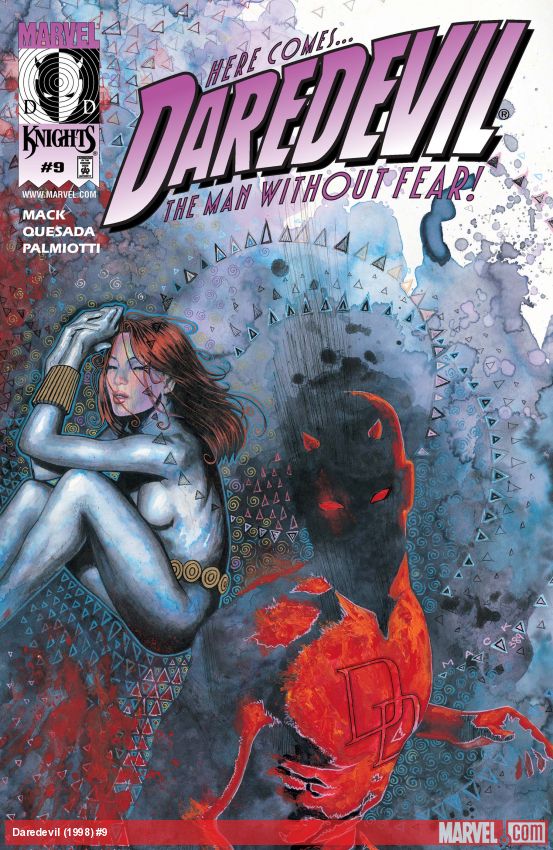 MARVEL
D D
KNIGHTS
#9
WWW.MARVEL.COM
MACK
QUESADA
PALMIOTTI
HERE COMES...
DAREDEVIL®
THE MAN WITHOUT FEAR!
DD
MACK
Daredevil (1998) #9
MARVEL.COM